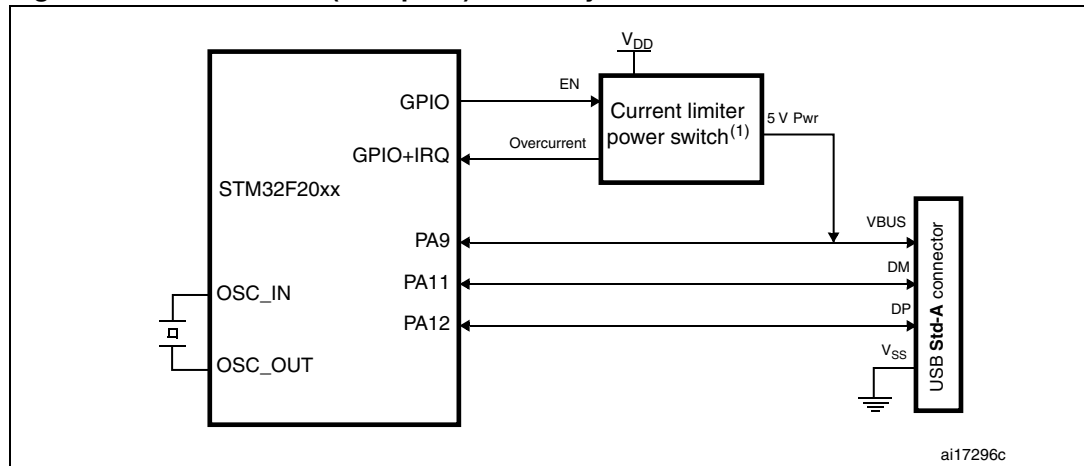 V_DD
EN
GPIO
Current limiter
power switch(1)
5 V Pwr
Overcurrent
GPIO+IRQ
STM32F20xx
VBUS
PA9
DM
PA11
OSC_IN
DP
PA12
V_SS
OSC_OUT
USB Std-A connector
ai17296c